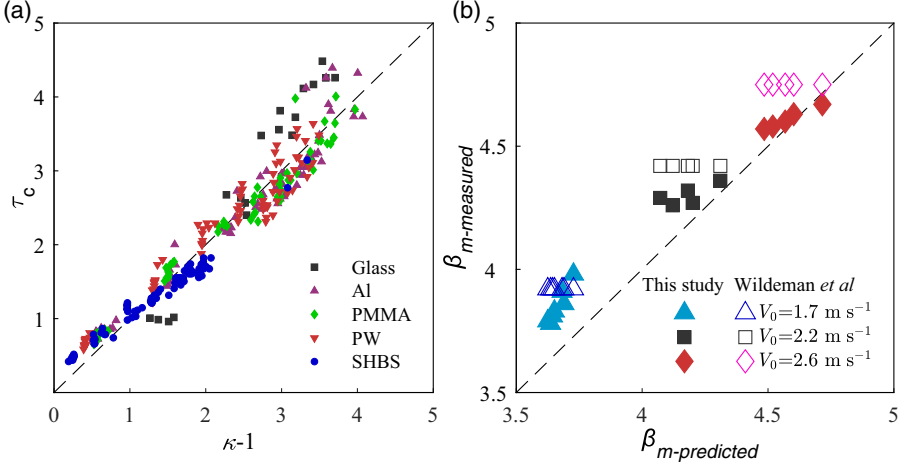 (a)
5
4
3
2
1
τc
0
1
2
3
4
5
κ-1
Glass
Al
PMMA
PW
SHBS
(b)
5
4.5
4
3.5
βm-measured
3.5
4
4.5
5
βm-predicted
This study
Wildeman et al
V0=1.7 m s−1
V0=2.2 m s−1
V0=2.6 m s−1